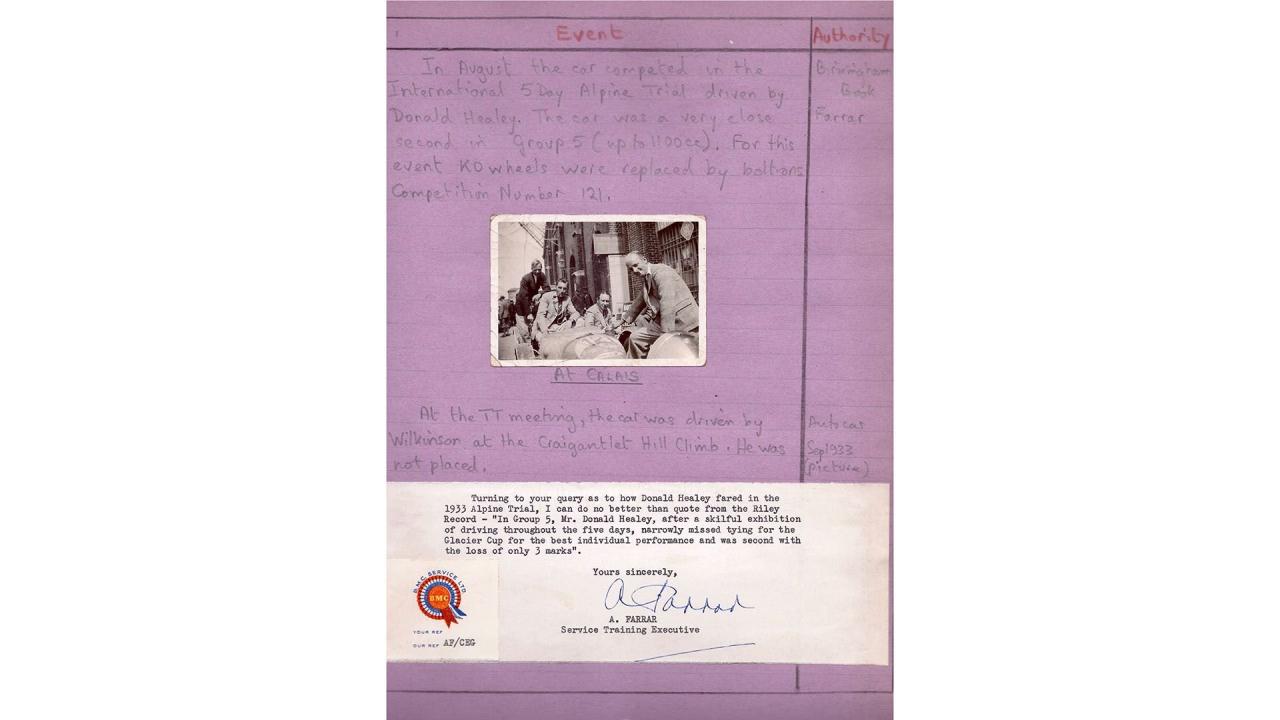 Event
Authority
In August the car competed in the
Birmingham
International 5 Day Alpine Trial driven by
Book
Donald Healey. The car was a very close
Farrar
second in Group 5 (up to 1100cc). For this
event KO wheels were replaced by boltons
Competition Number 121.
At CALAIS
At the TT meeting, the car was driven by
Autocar
Wilkinson at the Craigantlet Hill Climb. He was
Sep 1933
not placed.
(picture)
Turning to your query as to how Donald Healey fared in the
1933 Alpine Trial, I can do no better than quote from the Riley
Record - "In Group 5, Mr. Donald Healey, after a skilful exhibition
of driving throughout the five days, narrowly missed tying for the
Glacier Cup for the best individual performance and was second with
the loss of only 3 marks".
Yours sincerely,
A Farrar
A. FARRAR
Service Training Executive
B.M.C. SERVICE LTD.
BMC
YOUR REF
OUR REF AF/CEG